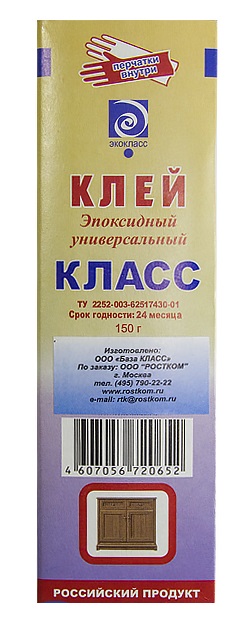 перчатки
внутри
ЭКОКЛАСС
КЛЕЙ
Эпоксидный
универсальный
КЛАСС
ТУ 2252-003-62517430-01
Срок годности: 24 месяца
150 г
Изготовлено:
ООО «База КЛАСС»
По заказу: ООО "РОСТКОМ"
г. Москва
тел. (495) 790-22-22
www.rostkom.ru
e-mail: rtk@rostkom.ru
4 607056 720652
РОССИЙСКИЙ ПРОДУКТ